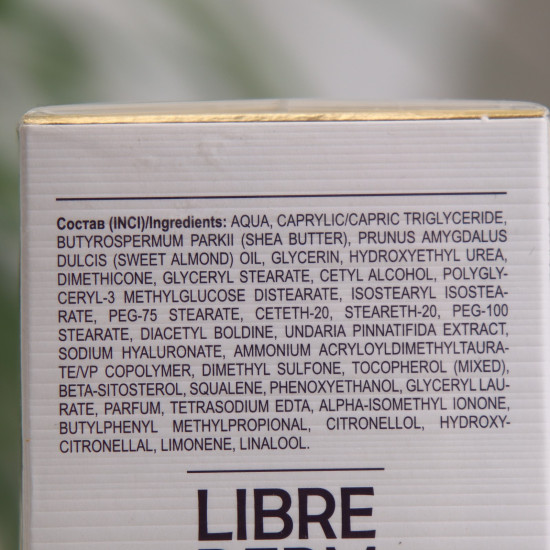 Состав (INCI)/Ingredients: AQUA, CAPRYLIC/CAPRIC TRIGLYCERIDE,
BUTYROSPERMUM PARKII (SHEA BUTTER), PRUNUS AMYGDALUS
DULCIS (SWEET ALMOND) OIL, GLYCERIN, HYDROXYETHYL UREA,
DIMETHICONE, GLYCERYL STEARATE, CETYL ALCOHOL, POLYGLY-
CERYL-3 METHYLGLUCOSE DISTEARATE, ISOSTEARYL ISOSTEA-
RATE, PEG-75 STEARATE, CETETH-20, STEARETH-20, PEG-100
STEARATE, DIACETYL BOLDINE, UNDARIA PINNATIFIDA EXTRACT,
SODIUM HYALURONATE, AMMONIUM ACRYLOYLDIMETHYLTAURA-
TE/VP COPOLYMER, DIMETHYL SULFONE, TOCOPHEROL (MIXED),
BETA-SITOSTEROL, SQUALENE, PHENOXYETHANOL, GLYCERYL LAU-
RATE, PARFUM, TETRASODIUM EDTA, ALPHA-ISOMETHYL IONONE,
BUTYLPHENYL METHYLPROPIONAL, CITRONELLOL, HYDROXY-
CITRONELLAL, LIMONENE, LINALOOL.
LIBRE
DERM